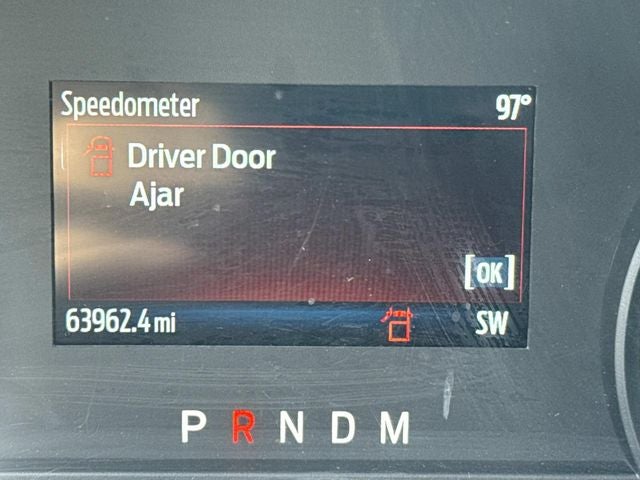 Speedometer 97°
Driver Door
Ajar
[OK]
63962.4 mi SW
P R N D M